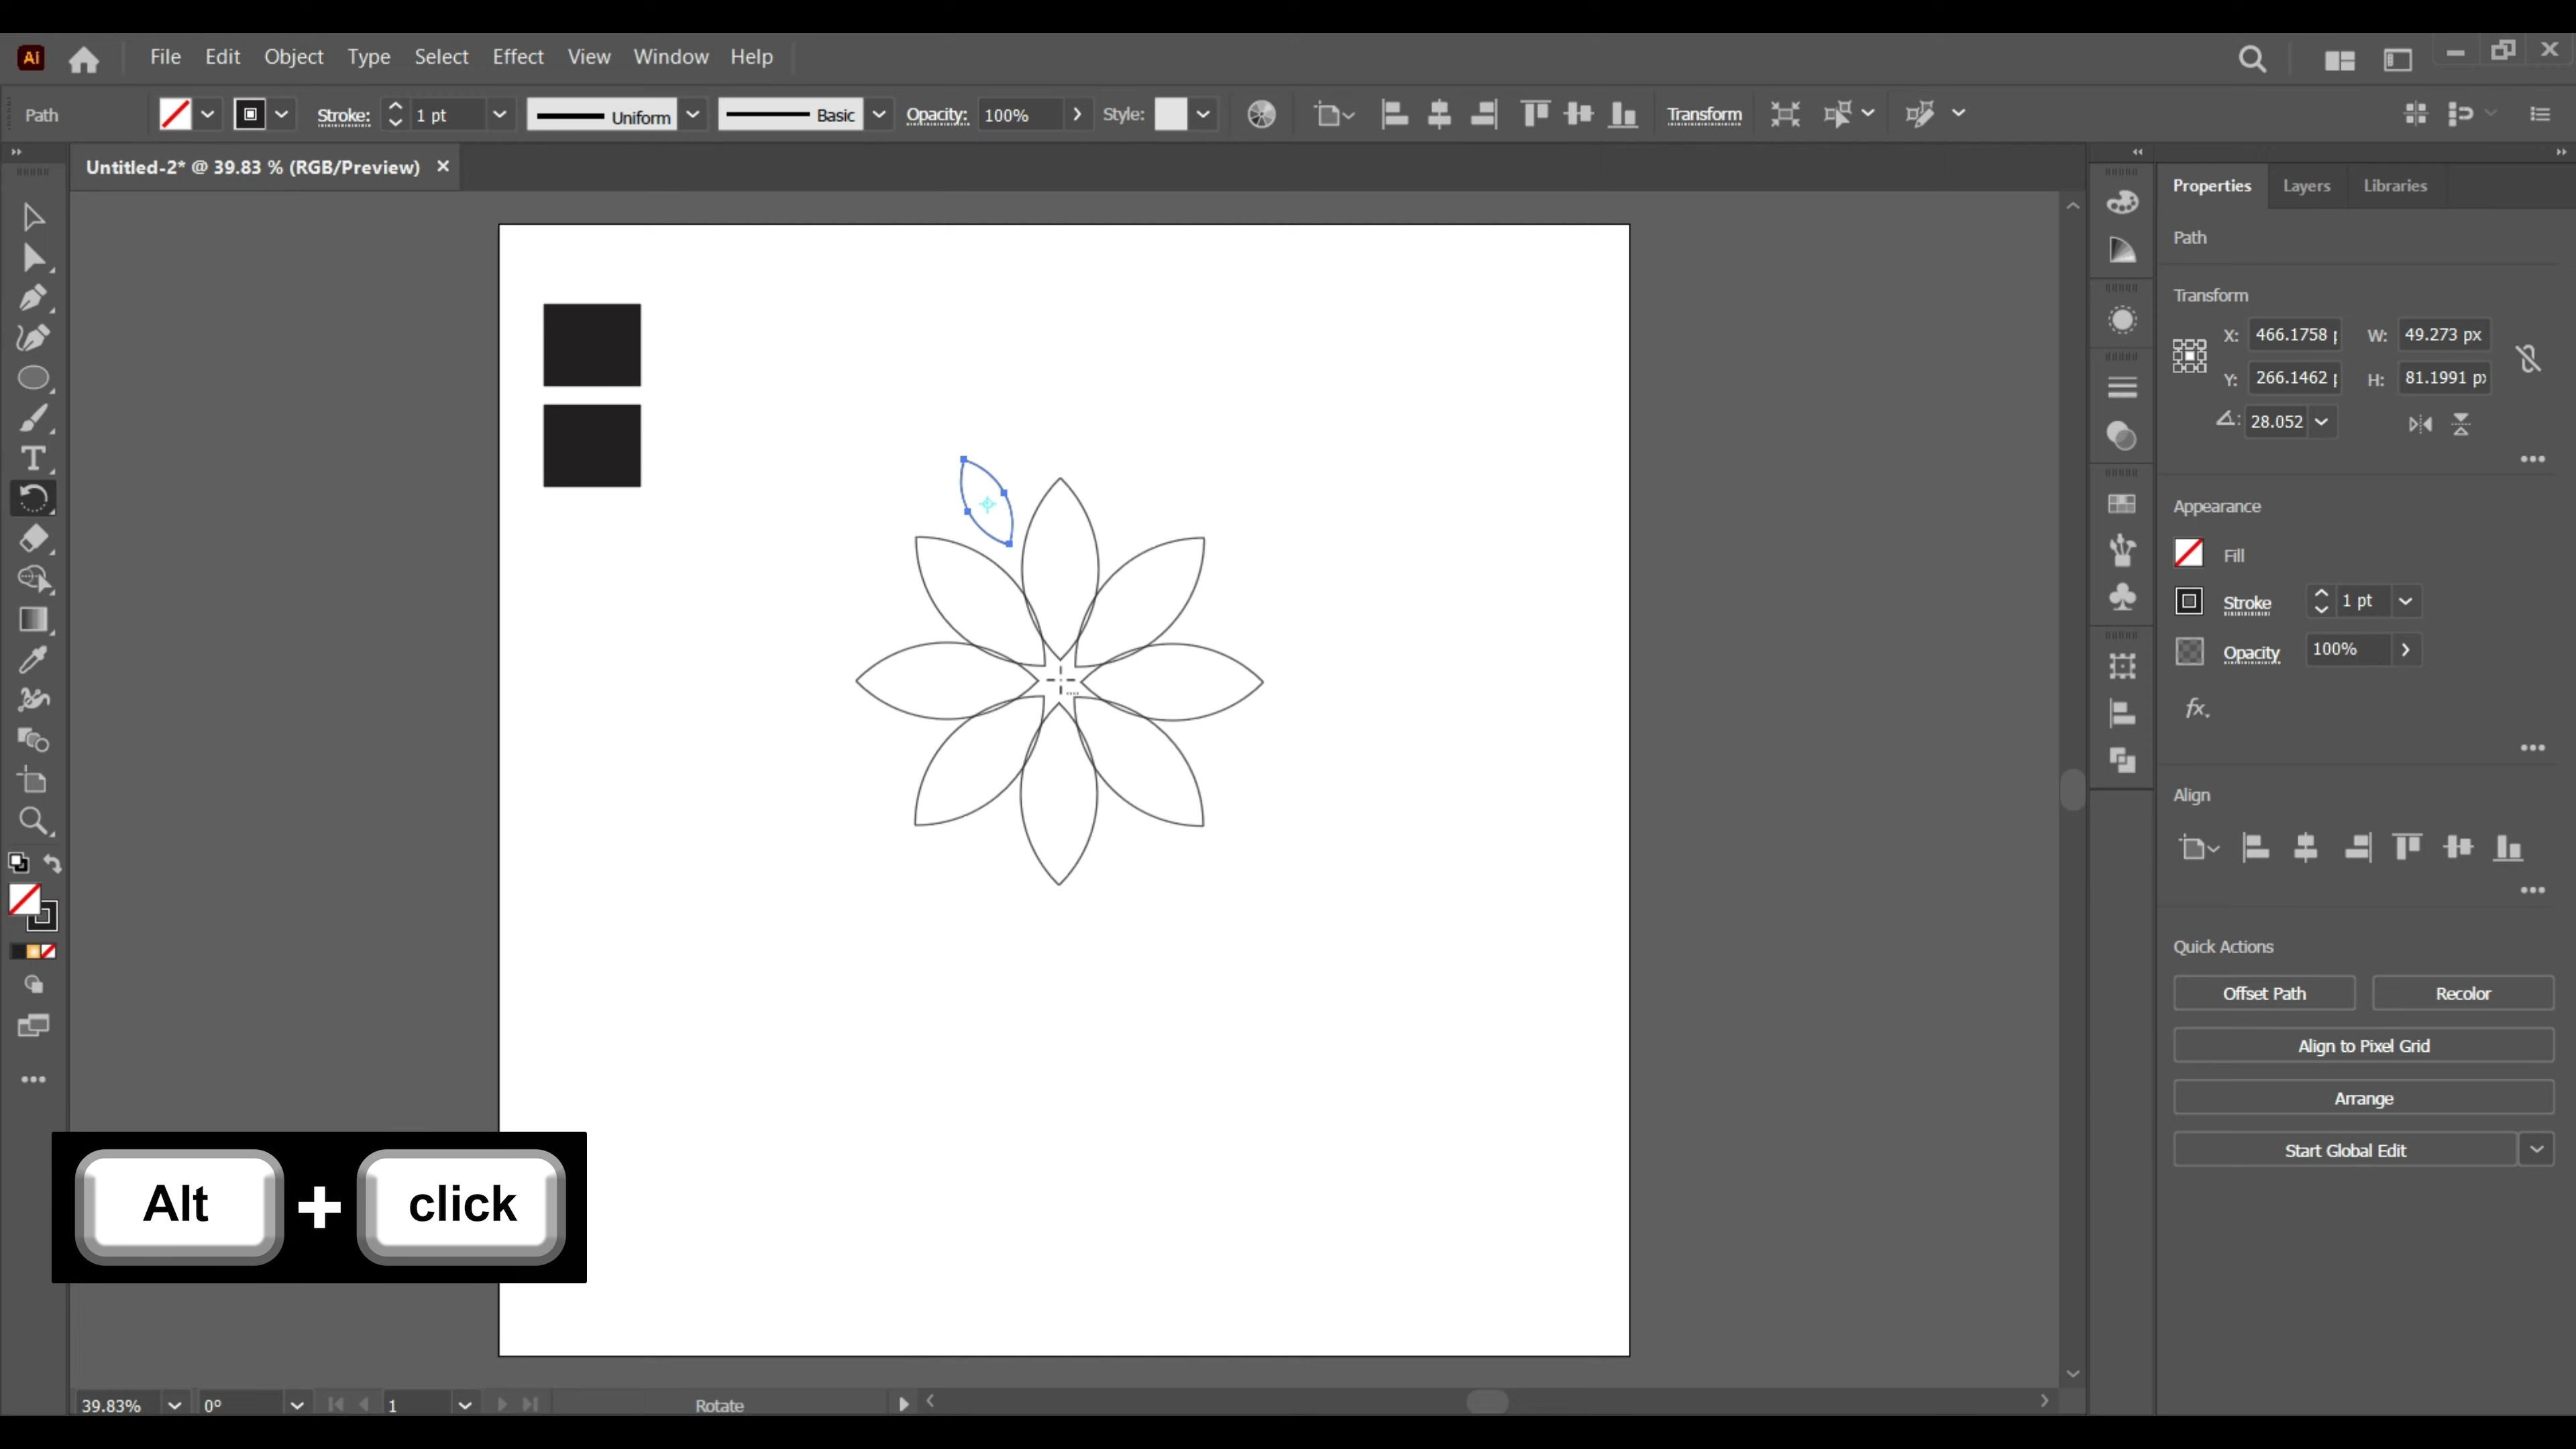 Ai File Edit Object Type Select Effect View Window Help
Path Stroke: 1 pt Uniform Basic Opacity: 100% Style: Transform
Untitled-2* @ 39.83 % (RGB/Preview) ×
Properties Layers Libraries
Path
Transform
X: 466.1758 p W: 49.273 px
Y: 266.1462 p H: 81.1991 px
28.052
Appearance
Fill
Stroke 1 pt
Opacity 100%
fx.
Align
Quick Actions
Offset Path Recolor
Align to Pixel Grid
Arrange
Start Global Edit
Alt + click
39.83% 0° 1 Rotate